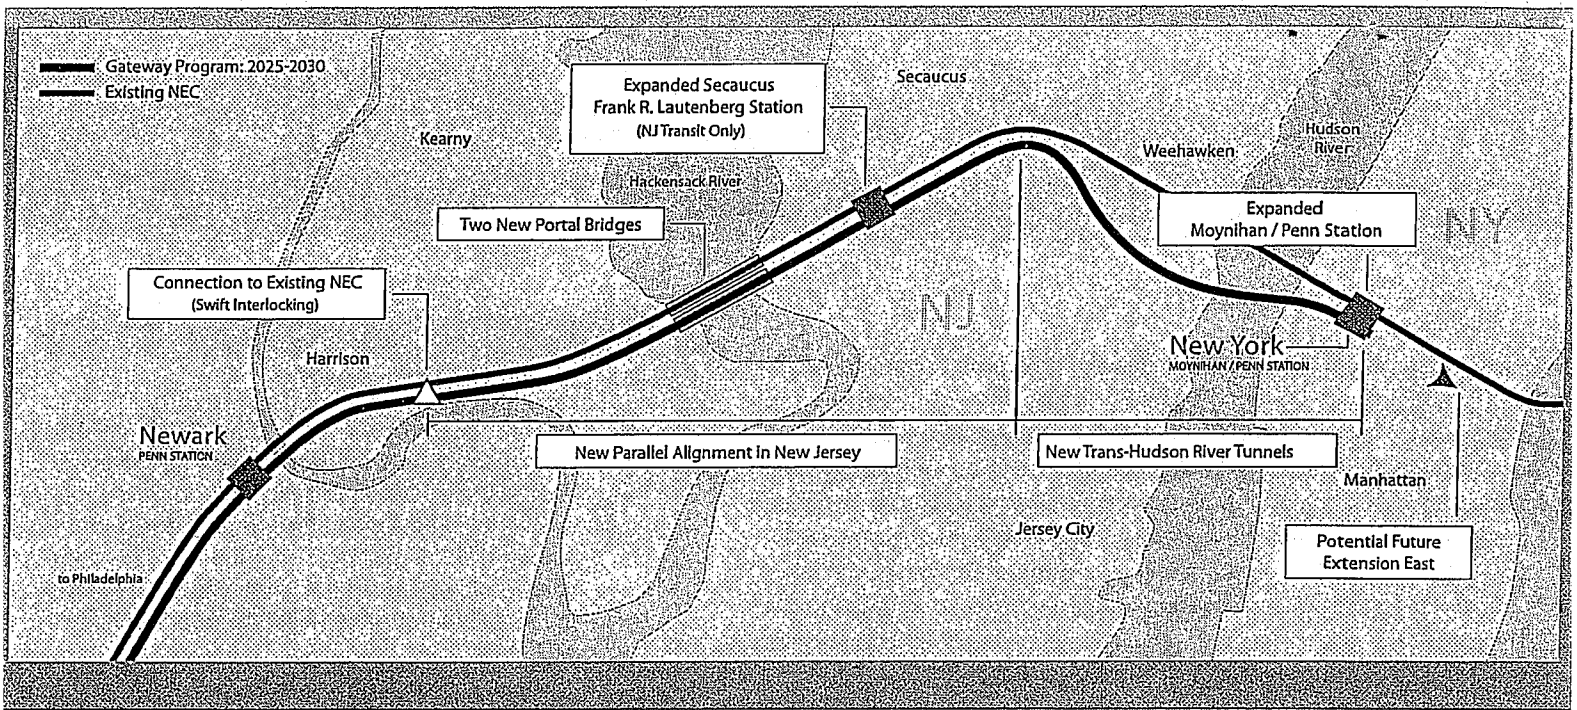 Gateway Program: 2025-2030
Existing NEC
Expanded Secaucus
Frank R. Lautenberg Station
(NJ Transit Only)
Secaucus
Kearny
Hudson
River
Weehawken
Hackensack River
Expanded
Moynihan / Penn Station
NY
Two New Portal Bridges
Connection to Existing NEC
(Swift Interlocking)
NJ
Harrison
New York
MOYNIHAN / PENN STATION
Newark
PENN STATION
New Parallel Alignment in New Jersey
New Trans-Hudson River Tunnels
Manhattan
Jersey City
Potential Future
Extension East
to Philadelphia